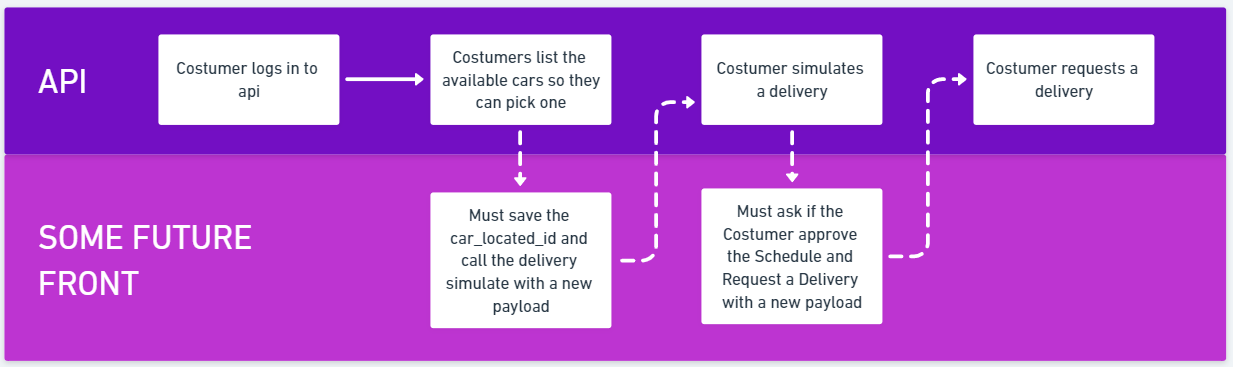 API
Costumer logs in to
api
Costumers list the
available cars so they
can pick one
Costumer simulates
a delivery
Costumer requests a
delivery
SOME FUTURE
FRONT
Must save the
car_located_id and
call the delivery
simulate with a new
payload
Must ask if the
Costumer approve
the Schedule and
Request a Delivery
with a new payload